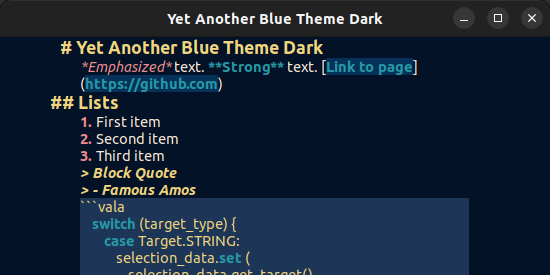 Yet Another Blue Theme Dark
# Yet Another Blue Theme Dark
*Emphasized* text. **Strong** text. [Link to page]
(https://github.com)
## Lists
1. First item
2. Second item
3. Third item
> Block Quote
> - Famous Amos
```vala
switch (target_type) {
case Target.STRING:
selection_data.set (
selection_data.get_target()